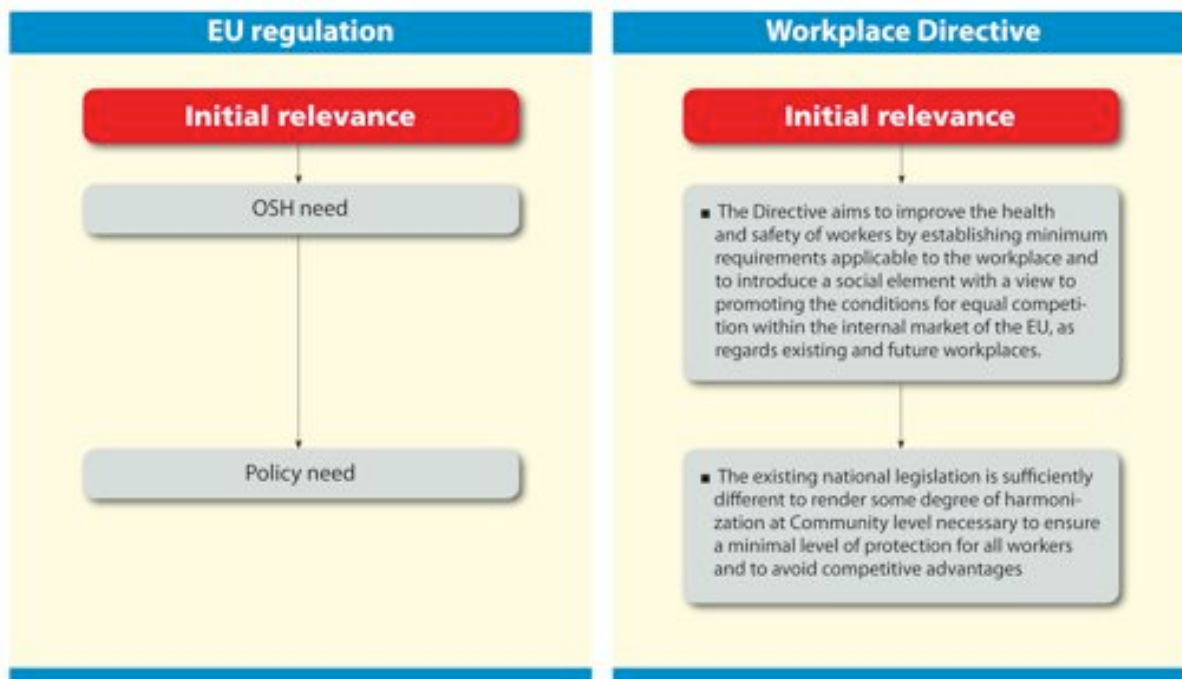 EU regulation
Initial relevance
OSH need
Policy need
Workplace Directive
Initial relevance
▪ The Directive aims to improve the health
and safety of workers by establishing minimum
requirements applicable to the workplace and
to introduce a social element with a view to
promoting the conditions for equal competi-
tion within the internal market of the EU, as
regards existing and future workplaces.
▪ The existing national legislation is sufficiently
different to render some degree of harmoni-
zation at Community level necessary to ensure
a minimal level of protection for all workers
and to avoid competitive advantages